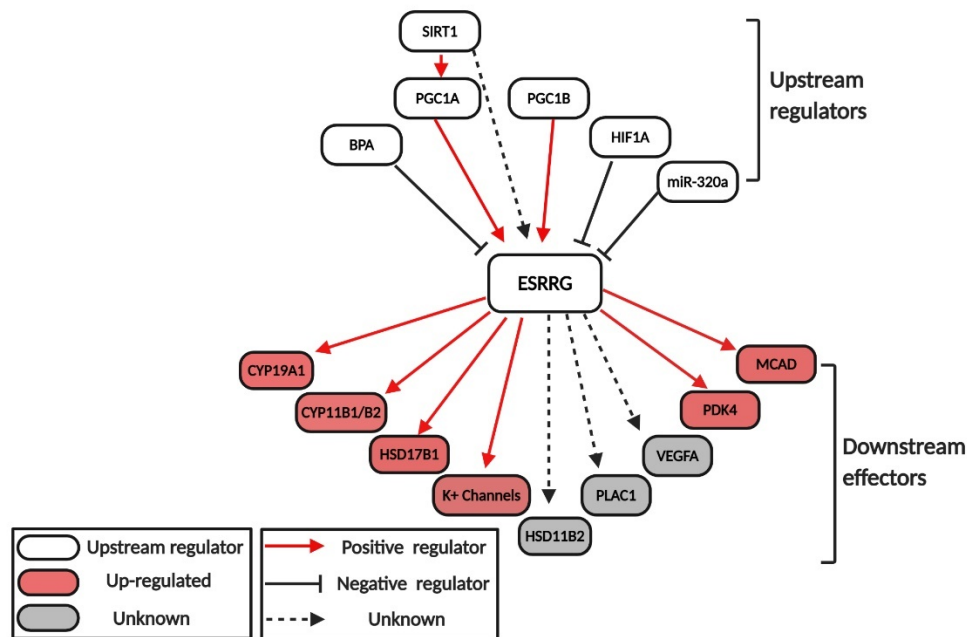 SIRT1
PGC1A
PGC1B
BPA
HIF1A
miR-320a
Upstream
regulators
ESRRG
CYP19A1
CYP11B1/B2
HSD17B1
K+ Channels
HSD11B2
PLAC1
VEGFA
PDK4
MCAD
Downstream
effectors
Upstream regulator
Up-regulated
Unknown
Positive regulator
Negative regulator
Unknown